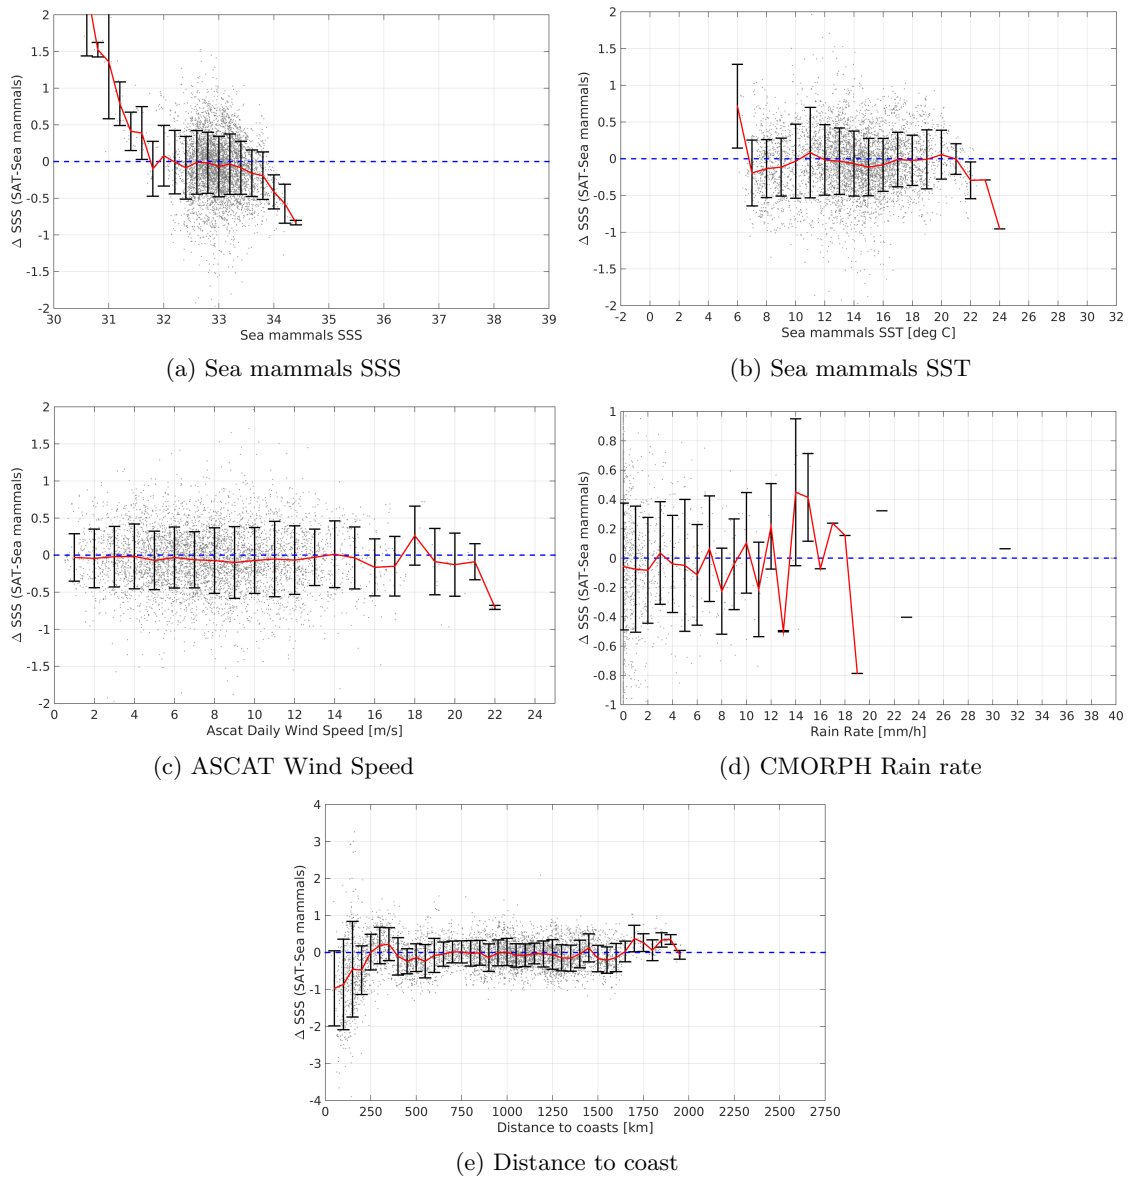 2
1.5
1
0.5
0
-0.5
-1
-1.5
-2
Δ SSS (SAT-Sea mammals)
30 31 32 33 34 35 36 37 38 39
Sea mammals SSS
(a) Sea mammals SSS
2
1.5
1
0.5
0
-0.5
-1
-1.5
-2
Δ SSS (SAT-Sea mammals)
-2 0 2 4 6 8 10 12 14 16 18 20 22 24 26 28 30 32
Sea mammals SST [deg C]
(b) Sea mammals SST
2
1.5
1
0.5
0
-0.5
-1
-1.5
-2
Δ SSS (SAT-Sea mammals)
0 2 4 6 8 10 12 14 16 18 20 22 24
Ascat Daily Wind Speed [m/s]
(c) ASCAT Wind Speed
1
0.8
0.6
0.4
0.2
0
-0.2
-0.4
-0.6
-0.8
-1
Δ SSS (SAT-Sea mammals)
0 2 4 6 8 10 12 14 16 18 20 22 24 26 28 30 32 34 36 38 40
Rain Rate [mm/h]
(d) CMORPH Rain rate
4
3
2
1
0
-1
-2
-3
-4
Δ SSS (SAT-Sea mammals)
0 250 500 750 1000 1250 1500 1750 2000 2250 2500 2750
Distance to coasts [km]
(e) Distance to coast